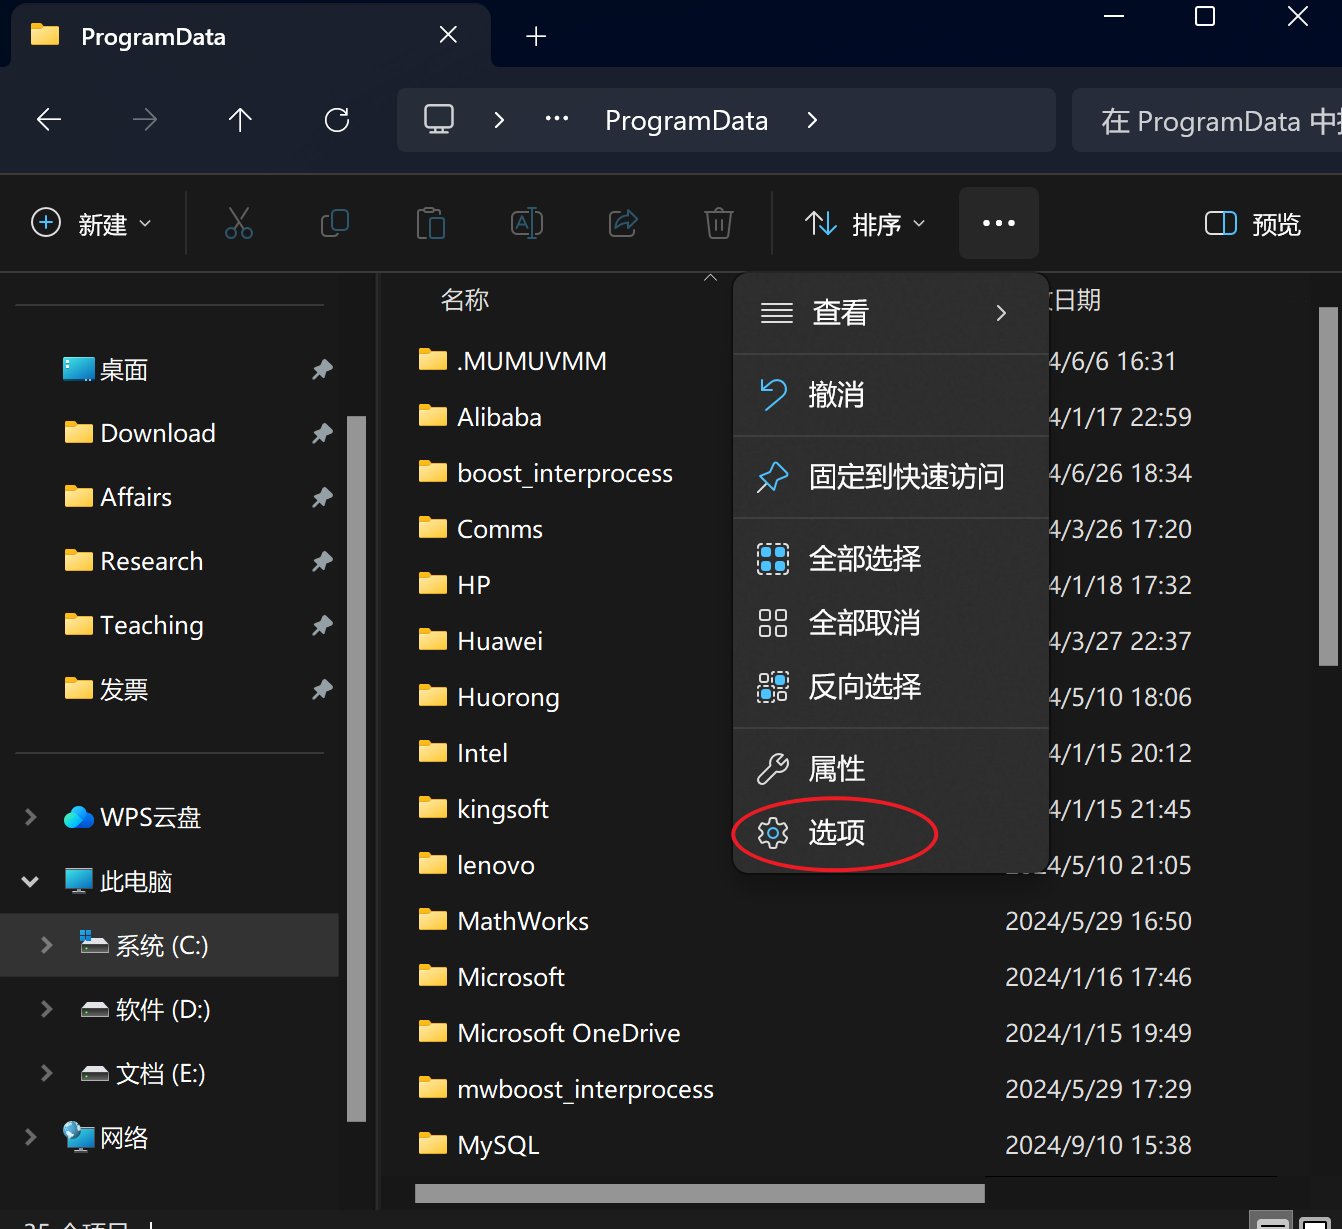 ProgramData
ProgramData
在 ProgramData 中
新建
排序
预览
名称
日期
查看
撤消
固定到快速访问
全部选择
全部取消
反向选择
属性
选项
桌面
Download
Affairs
Research
Teaching
发票
WPS云盘
此电脑
系统 (C:)
软件 (D:)
文档 (E:)
网络
.MUMUVMM 4/6/6 16:31
Alibaba 4/1/17 22:59
boost_interprocess 4/6/26 18:34
Comms 4/3/26 17:20
HP 4/1/18 17:32
Huawei 4/3/27 22:37
Huorong 4/5/10 18:06
Intel 4/1/15 20:12
kingsoft 4/1/15 21:45
lenovo 2024/5/10 21:05
MathWorks 2024/5/29 16:50
Microsoft 2024/1/16 17:46
Microsoft OneDrive 2024/1/15 19:49
mwboost_interprocess 2024/5/29 17:29
MySQL 2024/9/10 15:38